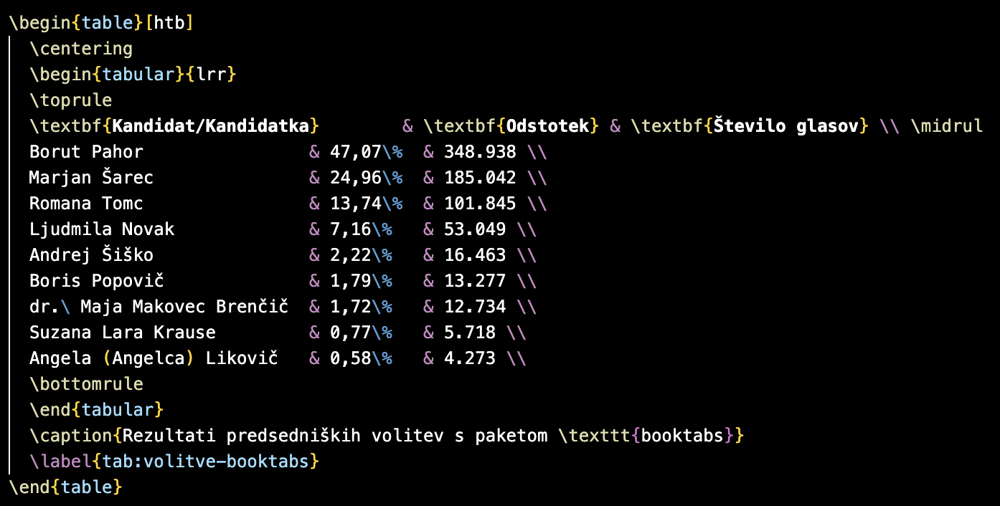 \begin{table}[htb]
\centering
\begin{tabular}{lrr}
\toprule
\textbf{Kandidat/Kandidatka} & \textbf{Odstotek} & \textbf{Število glasov} \\ \midrul
Borut Pahor & 47,07\% & 348.938 \\
Marjan Šarec & 24,96\% & 185.042 \\
Romana Tomc & 13,74\% & 101.845 \\
Ljudmila Novak & 7,16\% & 53.049 \\
Andrej Šiško & 2,22\% & 16.463 \\
Boris Popovič & 1,79\% & 13.277 \\
dr.\ Maja Makovec Brenčič & 1,72\% & 12.734 \\
Suzana Lara Krause & 0,77\% & 5.718 \\
Angela (Angelca) Likovič & 0,58\% & 4.273 \\
\bottomrule
\end{tabular}
\caption{Rezultati predsedniških volitev s paketom \texttt{booktabs}}
\label{tab:volitve-booktabs}
\end{table}